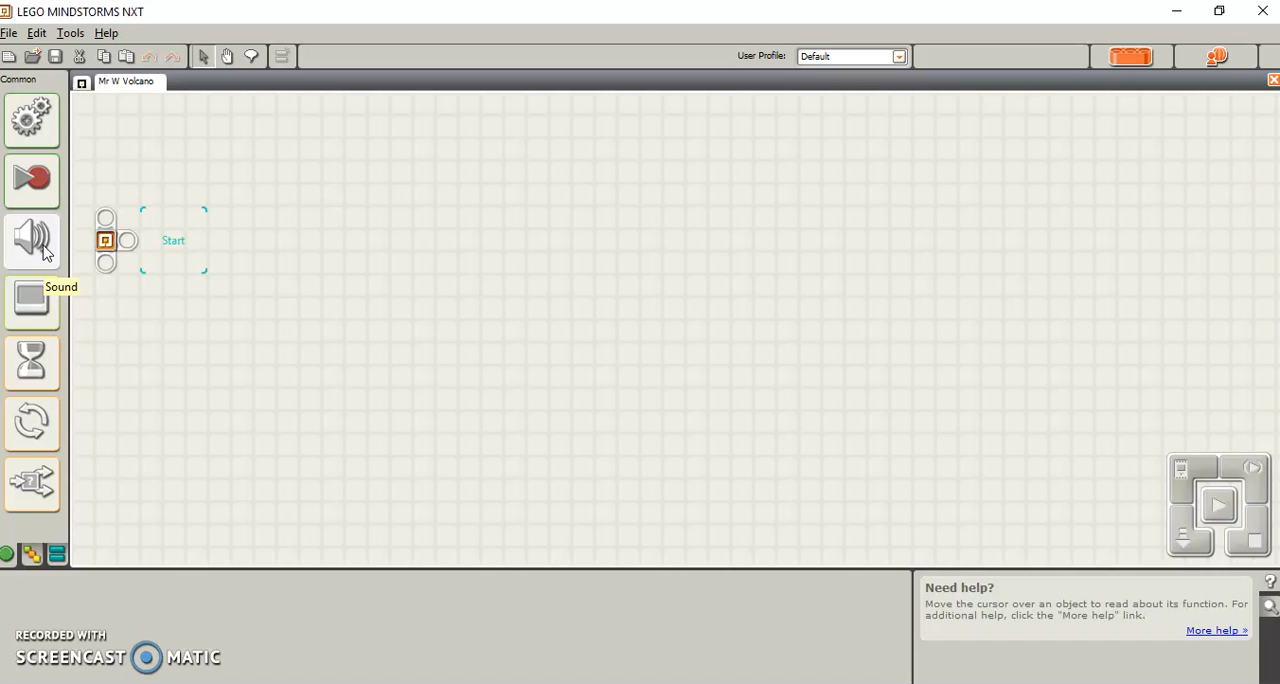 LEGO MINDSTORMS NXT
File Edit Tools Help
User Profile: Default
Common
Mr W Volcano
Start
Sound
Need help?
Move the cursor over an object to read about its function. For
additional help, click the "More help" link.
More help »
?
RECORDED WITH
SCREENCAST MATIC